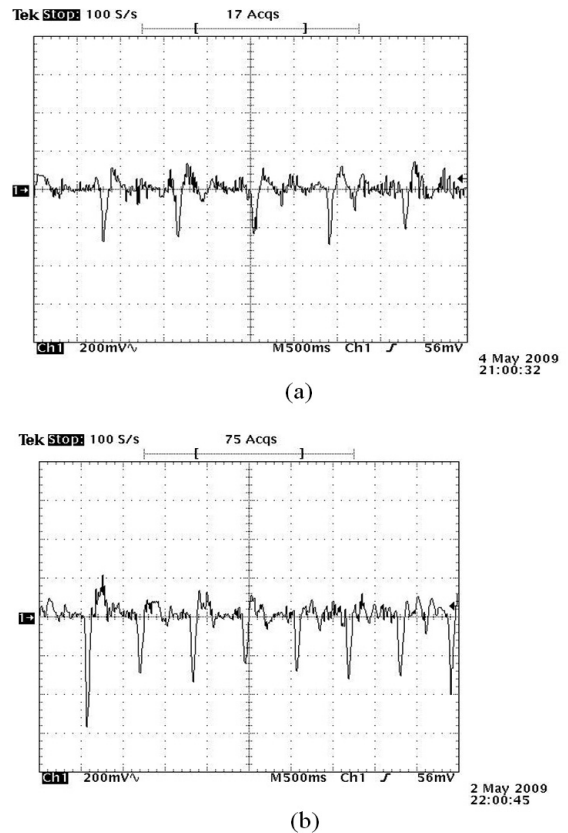 Tek Stop: 100 S/s 17 Acqs
1→
Ch1 200mV∿ M500ms Ch1 56mV
4 May 2009
21:00:32
(a)
Tek Stop: 100 S/s 75 Acqs
1→
Ch1 200mV∿ M500ms Ch1 56mV
2 May 2009
22:00:45
(b)